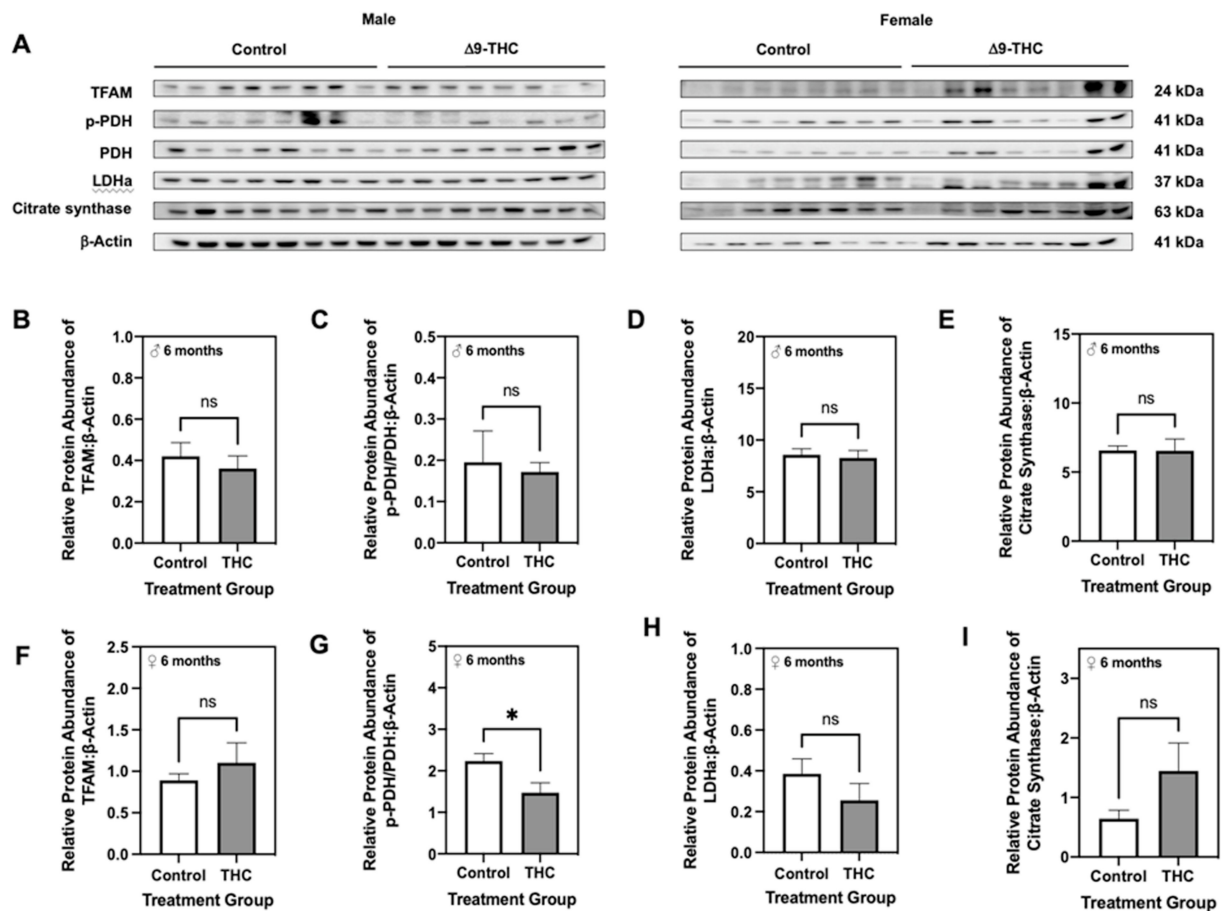 Male
Female
A
Control
Δ9-THC
Control
Δ9-THC
TFAM
24 kDa
p-PDH
41 kDa
PDH
41 kDa
LDHa
37 kDa
Citrate synthase
63 kDa
β-Actin
41 kDa
B
Relative Protein Abundance of
TFAM:β-Actin
1.0
0.8
0.6
0.4
0.2
0.0
♂ 6 months
ns
Control
THC
Treatment Group
C
Relative Protein Abundance of
p-PDH/PDH:β-Actin
0.5
0.4
0.3
0.2
0.1
0.0
♂ 6 months
ns
Control
THC
Treatment Group
D
Relative Protein Abundance of
LDHa:β-Actin
20
15
10
5
0
♂ 6 months
ns
Control
THC
Treatment Group
E
Relative Protein Abundance of
Citrate Synthase:β-Actin
15
10
5
0
♂ 6 months
ns
Control
THC
Treatment Group
F
Relative Protein Abundance of
TFAM:β-Actin
2.5
2.0
1.5
1.0
0.5
0.0
♀ 6 months
ns
Control
THC
Treatment Group
G
Relative Protein Abundance of
p-PDH/PDH:β-Actin
5
4
3
2
1
0
♀ 6 months
*
Control
THC
Treatment Group
H
Relative Protein Abundance of
LDHa:β-Actin
1.0
0.8
0.6
0.4
0.2
0.0
♀ 6 months
ns
Control
THC
Treatment Group
I
Relative Protein Abundance of
Citrate Synthase:β-Actin
3
2
1
0
♀ 6 months
ns
Control
THC
Treatment Group